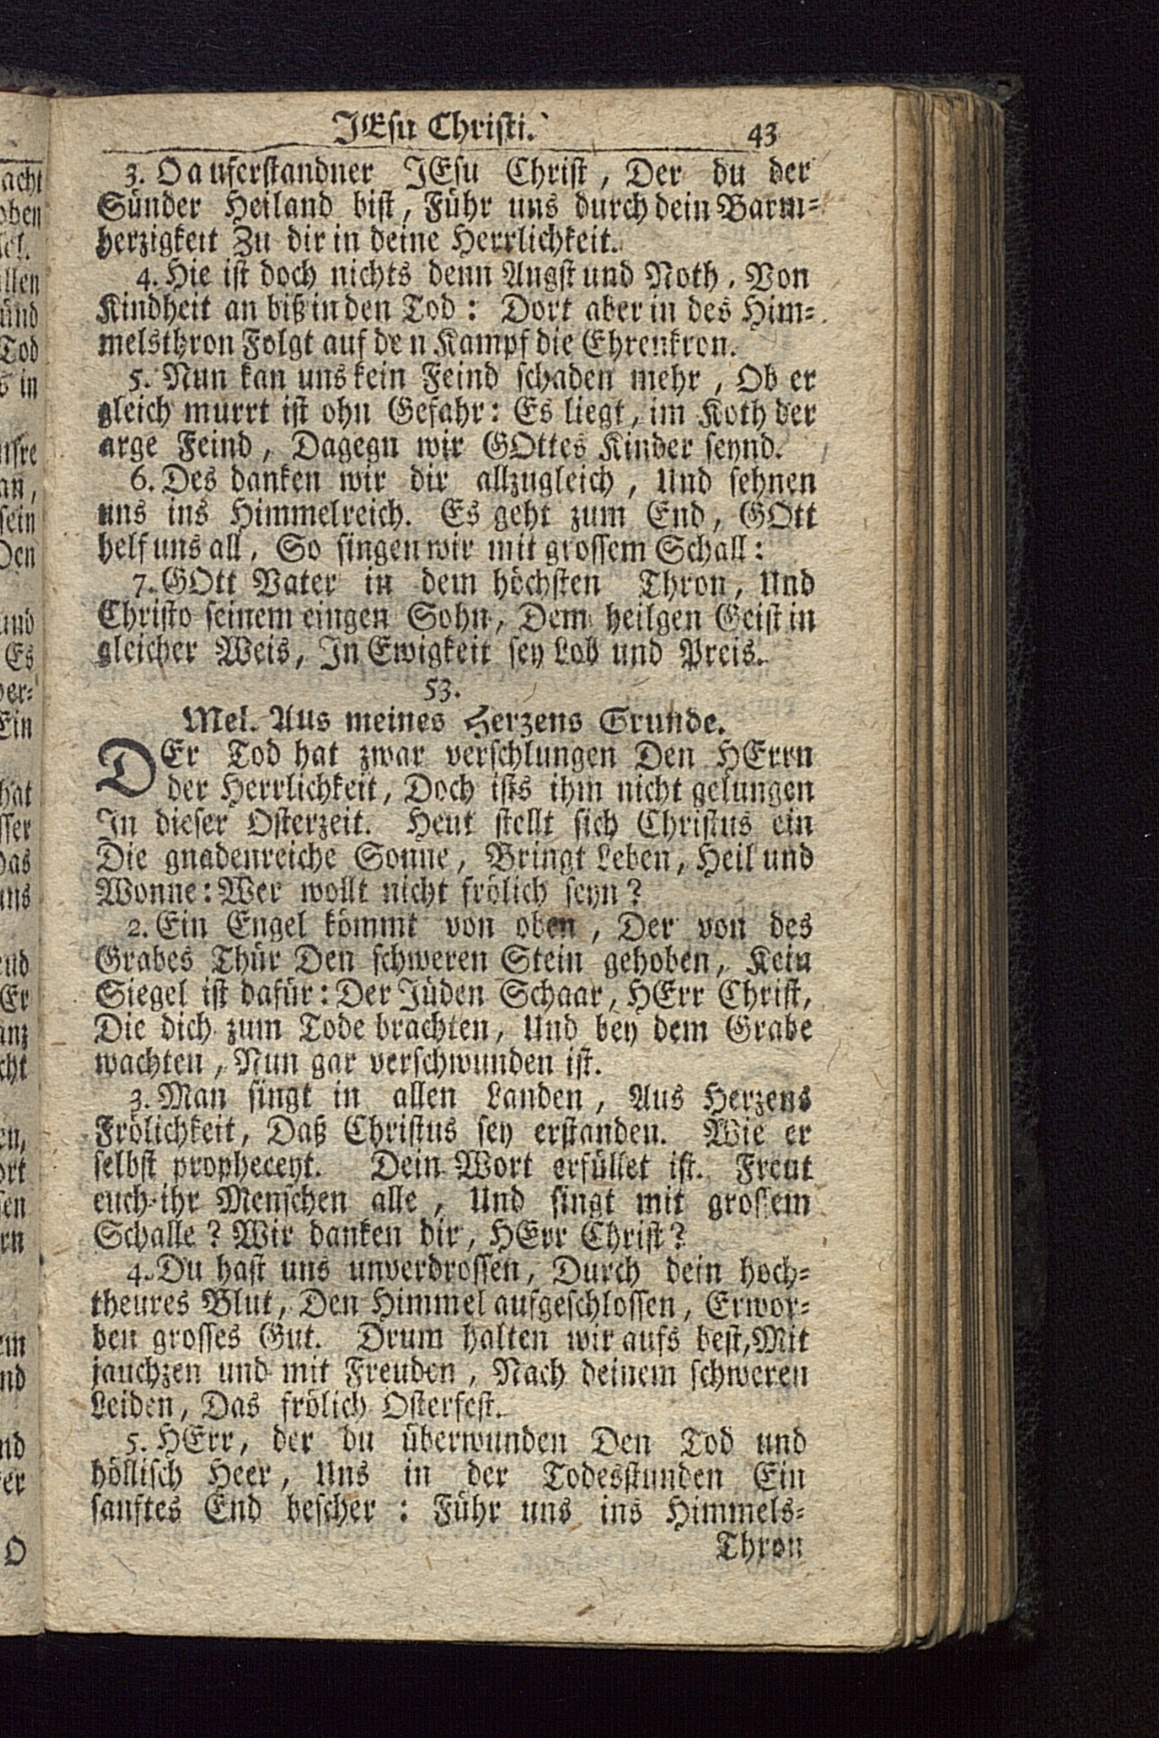 JEsu Christi. 43
3. O auferstandner JEsu Christ, Der du der
Sünder Heiland bist, Führ uns durch dein Barm=
herzigkeit Zu dir in deine Herrlichkeit.
4. Hie ist doch nichts denn Angst und Noth, Von
Kindheit an biß in den Tod: Dort aber in des Him=
melsthron Folgt auf den Kampf die Ehrenkron.
5. Nun kan uns kein Feind schaden mehr, Ob er
gleich murrt ist ohn Gefahr: Es liegt, im Koth der
arge Feind, Dagegn wir GOttes Kinder seynd.
6. Des danken wir dir allzugleich, Und sehnen
uns ins Himmelreich. Es geht zum End, GOtt
helf uns all, So singen wir mit grossem Schall:
7. GOtt Vater in dem höchsten Thron, Und
Christo seinem eingen Sohn, Dem heilgen Geist in
gleicher Weis, In Ewigkeit sey Lob und Preis.
53.
Mel. Aus meines Herzens Grunde.
DEr Tod hat zwar verschlungen Den HErrn
der Herrlichkeit, Doch ists ihm nicht gelungen
In dieser Osterzeit. Heut stellt sich Christus ein
Die gnadenreiche Sonne, Bringt Leben, Heil und
Wonne: Wer wollt nicht frölich seyn?
2. Ein Engel kömmt von oben, Der von des
Grabes Thür Den schweren Stein gehoben, Kein
Siegel ist dafür: Der Jüden Schaar, HErr Christ,
Die dich zum Tode brachten, Und bey dem Grabe
wachten, Nun gar verschwunden ist.
3. Man singt in allen Landen, Aus Herzens
Frölichkeit, Daß Christus sey erstanden. Wie er
selbst propheceyt. Dein Wort erfüllet ist. Freut
euch ihr Menschen alle, Und singt mit grossem
Schalle? Wir danken dir, HErr Christ?
4. Du hast uns unverdrossen, Durch dein hoch=
theures Blut, Den Himmel aufgeschlossen, Erwor=
ben grosses Gut. Drum halten wir aufs best, Mit
jauchzen und mit Freuden, Nach deinem schweren
Leiden, Das frölich Osterfest.
5. HErr, der du überwunden Den Tod und
höllisch Heer, Uns in der Todesstunden Ein
sanftes End bescher: Führ uns ins Himmels=
Thron